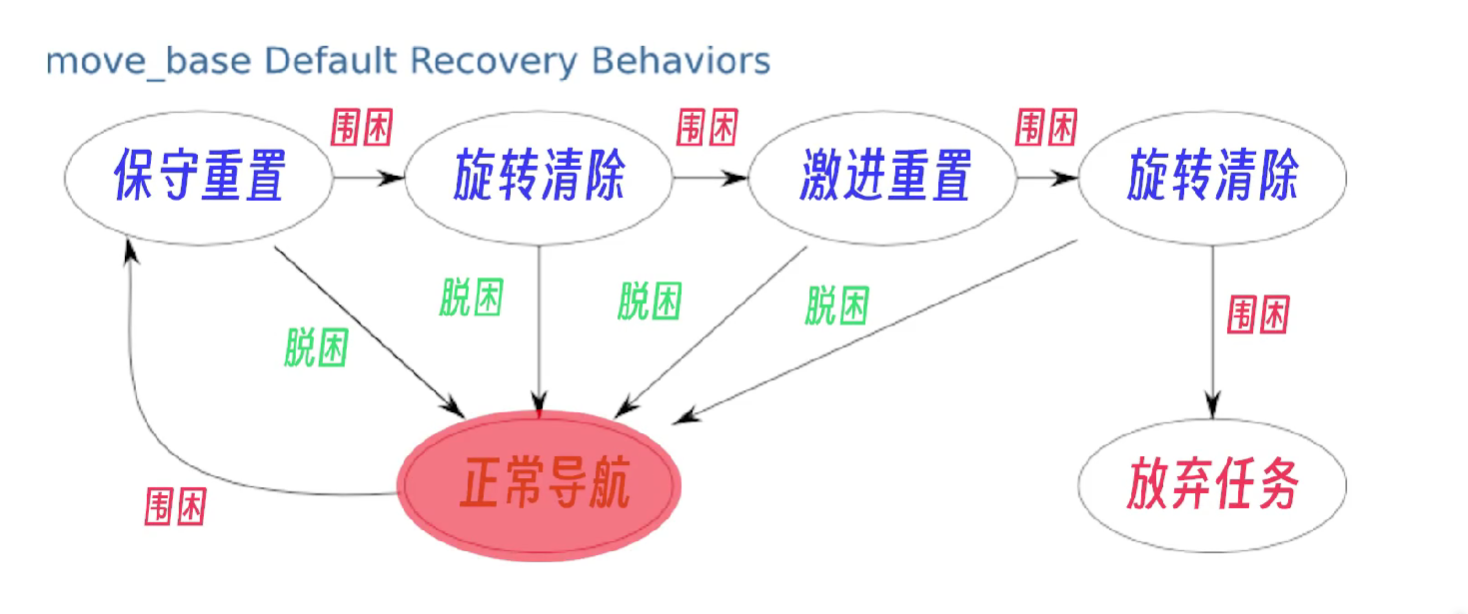 move_base Default Recovery Behaviors
围困 围困 围困
保守重置 旋转清除 激进重置 旋转清除
脱困 脱困 脱困 脱困 围困
正常导航 放弃任务
围困